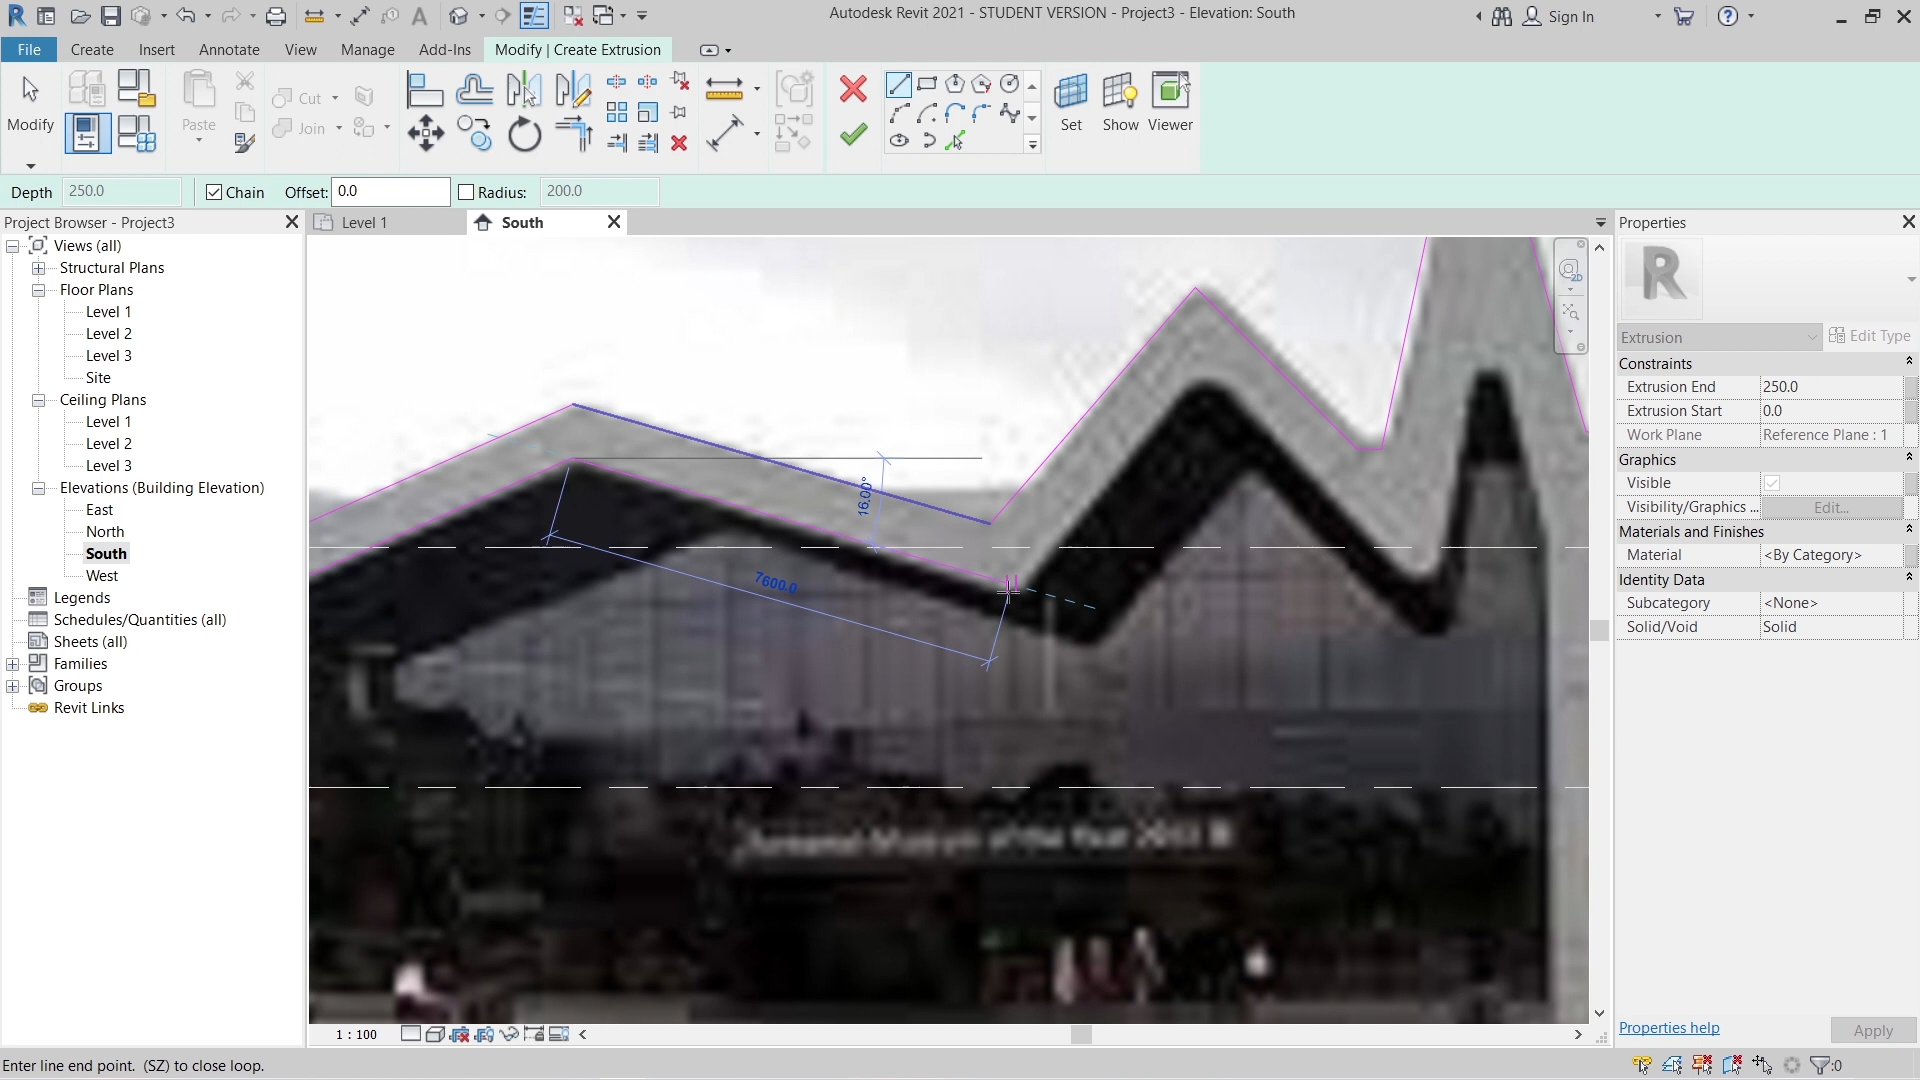 Autodesk Revit 2021 - STUDENT VERSION - Project3 - Elevation: South
Sign In
File Create Insert Annotate View Manage Add-Ins Modify | Create Extrusion
Modify
Paste
Cut
Join
Set Show Viewer
Depth 250.0 Chain Offset: 0.0 Radius: 200.0
Project Browser - Project3
Level 1
South
Properties
Views (all)
Structural Plans
Floor Plans
Level 1
Level 2
Level 3
Site
Ceiling Plans
Level 1
Level 2
Level 3
Elevations (Building Elevation)
East
North
South
West
Legends
Schedules/Quantities (all)
Sheets (all)
Families
Groups
Revit Links
16.00°
7600.0
2D
R
Extrusion
Edit Type
Constraints
Extrusion End 250.0
Extrusion Start 0.0
Work Plane Reference Plane : 1
Graphics
Visible
Visibility/Graphics ... Edit...
Materials and Finishes
Material <By Category>
Identity Data
Subcategory <None>
Solid/Void Solid
Properties help
Apply
1 : 100
Enter line end point. (SZ) to close loop.
:0